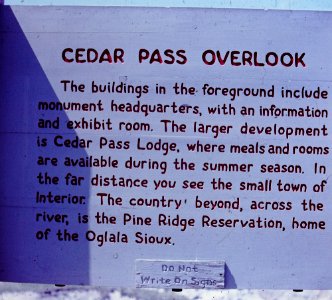 CEDAR PASS OVERLOOK
The buildings in the foreground include
monument headquarters, with an information
and exhibit room. The larger development
is Cedar Pass Lodge, where meals and rooms
are available during the summer season. In
the far distance you see the small town of
Interior. The country beyond, across the
river, is the Pine Ridge Reservation, home
of the Oglala Sioux.
Do Not
Write On Signs